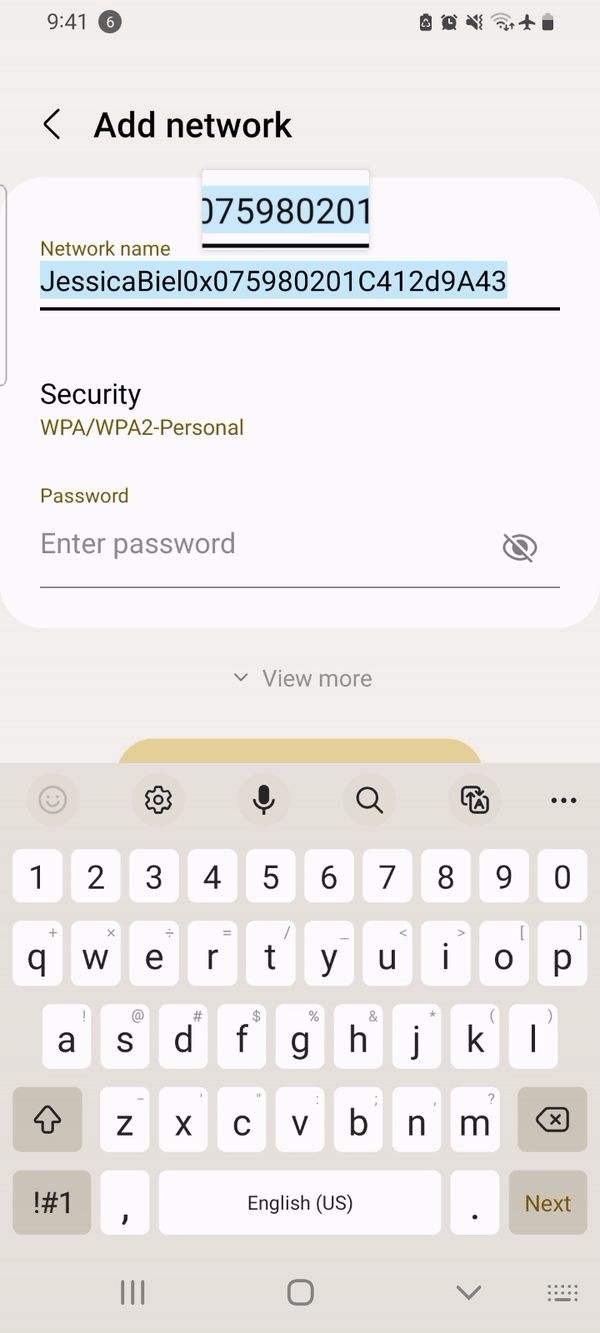 9:41 6
Add network
075980201
Network name
JessicaBiel0x075980201C412d9A43
Security
WPA/WPA2-Personal
Password
Enter password
View more
1 2 3 4 5 6 7 8 9 0
+ × ÷ = / _ < > [ ]
q w e r t y u i o p
! @ # $ % & * ( )
a s d f g h j k l
- ' " : ; , ?
z x c v b n m
!#1 , English (US) . Next